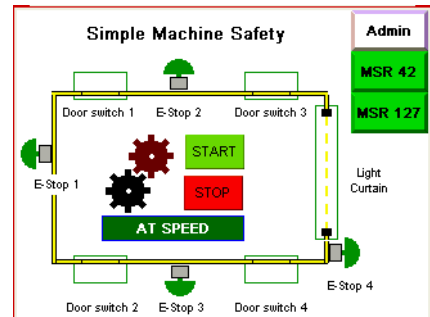 Simple Machine Safety
Admin
MSR 42
MSR 127
Door switch 1
E-Stop 2
Door switch 3
START
E-Stop 1
STOP
Light
Curtain
AT SPEED
Door switch 2
E-Stop 3
Door switch 4
E-Stop 4